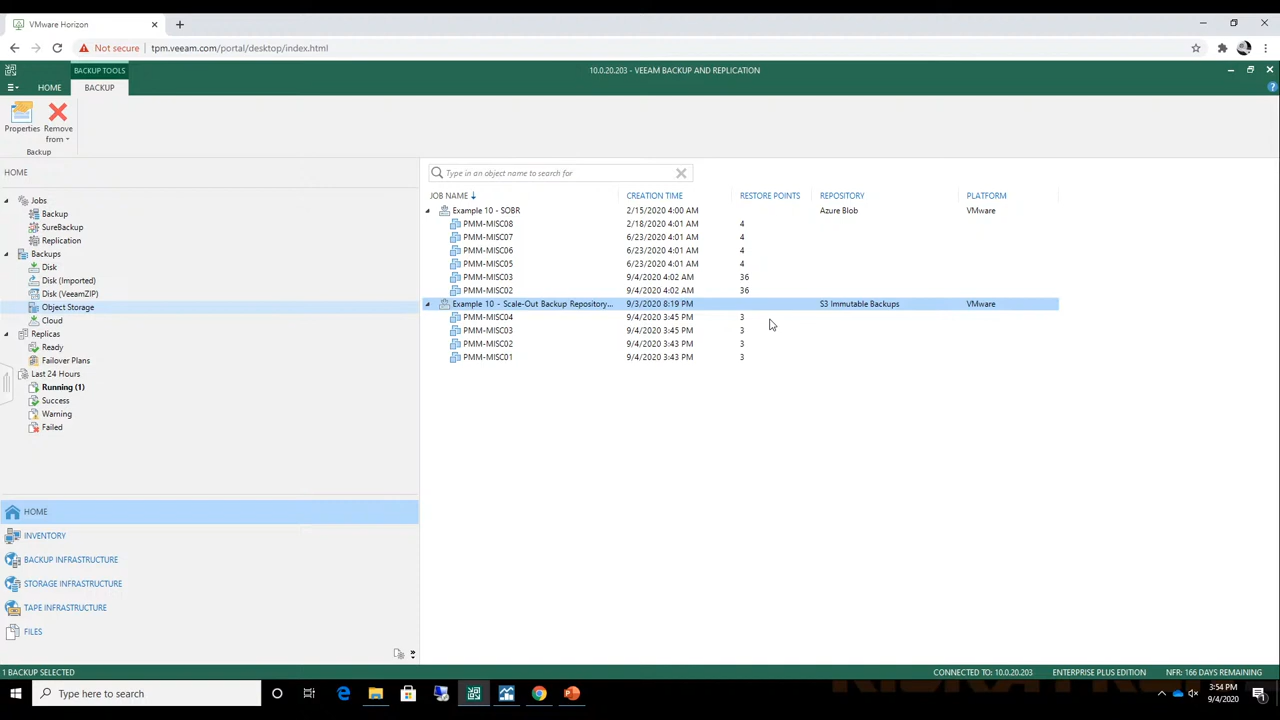 VMware Horizon
Not secure tpm.veeam.com/portal/desktop/index.html
BACKUP TOOLS 10.0.20.203 - VEEAM BACKUP AND REPLICATION
HOME BACKUP
Properties Remove from
Backup
HOME
Jobs
Backup
SureBackup
Replication
Backups
Disk
Disk (Imported)
Disk (VeeamZIP)
Object Storage
Cloud
Replicas
Ready
Failover Plans
Last 24 Hours
Running (1)
Success
Warning
Failed
HOME
INVENTORY
BACKUP INFRASTRUCTURE
STORAGE INFRASTRUCTURE
TAPE INFRASTRUCTURE
FILES
Type in an object name to search for
JOB NAME CREATION TIME RESTORE POINTS REPOSITORY PLATFORM
Example 10 - SOBR 2/15/2020 4:00 AM Azure Blob VMware
PMM-MISC08 2/18/2020 4:01 AM 4
PMM-MISC07 6/23/2020 4:01 AM 4
PMM-MISC06 6/23/2020 4:01 AM 4
PMM-MISC05 6/23/2020 4:01 AM 4
PMM-MISC03 9/4/2020 4:02 AM 36
PMM-MISC02 9/4/2020 4:02 AM 36
Example 10 - Scale-Out Backup Repository... 9/3/2020 8:19 PM S3 Immutable Backups VMware
PMM-MISC04 9/4/2020 3:45 PM 3
PMM-MISC03 9/4/2020 3:45 PM 3
PMM-MISC02 9/4/2020 3:43 PM 3
PMM-MISC01 9/4/2020 3:43 PM 3
1 BACKUP SELECTED CONNECTED TO: 10.0.20.203 ENTERPRISE PLUS EDITION NFR: 166 DAYS REMAINING
Type here to search
3:54 PM
9/4/2020